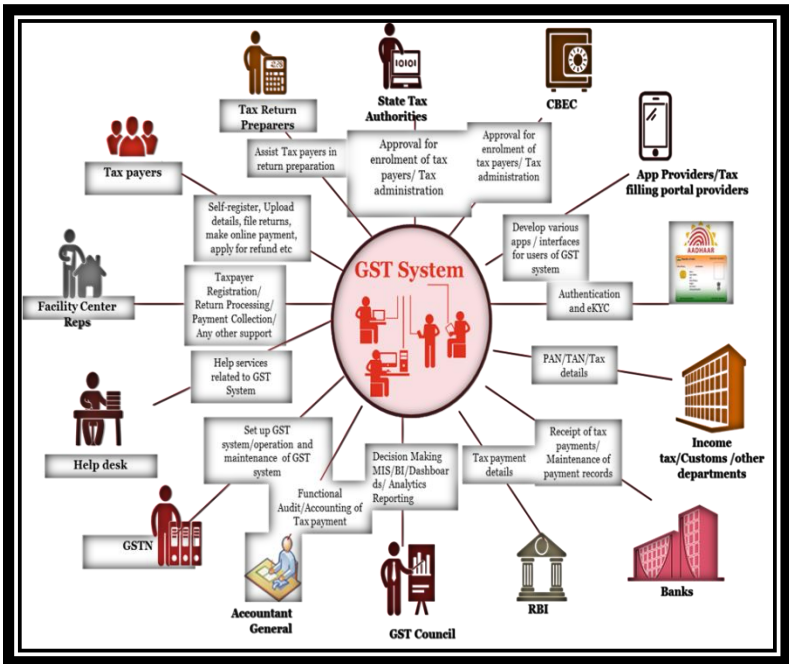 State Tax
Authorities
CBEC
Tax Return
Preparers
Assist Tax payers in
return preparation
Approval for
enrolment of tax
payers/ Tax
administration
Approval for
enrolment of
tax payers/ Tax
administration
App Providers/Tax
filling portal providers
Tax payers
Self-register, Upload
details, file returns,
make online payment,
apply for refund etc
Develop various
apps / interfaces
for users of GST
system
AADHAAR
GST System
Facility Center
Reps
Taxpayer
Registration/
Return Processing/
Payment Collection/
Any other support
Authentication
and eKYC
Help services
related to GST
System
PAN/TAN/Tax
details
Income
tax/Customs /other
departments
Help desk
Set up GST
system/operation and
maintenance of GST
system
Decision Making
MIS/BI/Dashboar
ds/ Analytics
Reporting
Tax payment
details
Receipt of tax
payments/
Maintenance of
payment records
Functional
Audit/Accounting of
Tax payment
GSTN
Accountant
General
GST Council
RBI
Banks